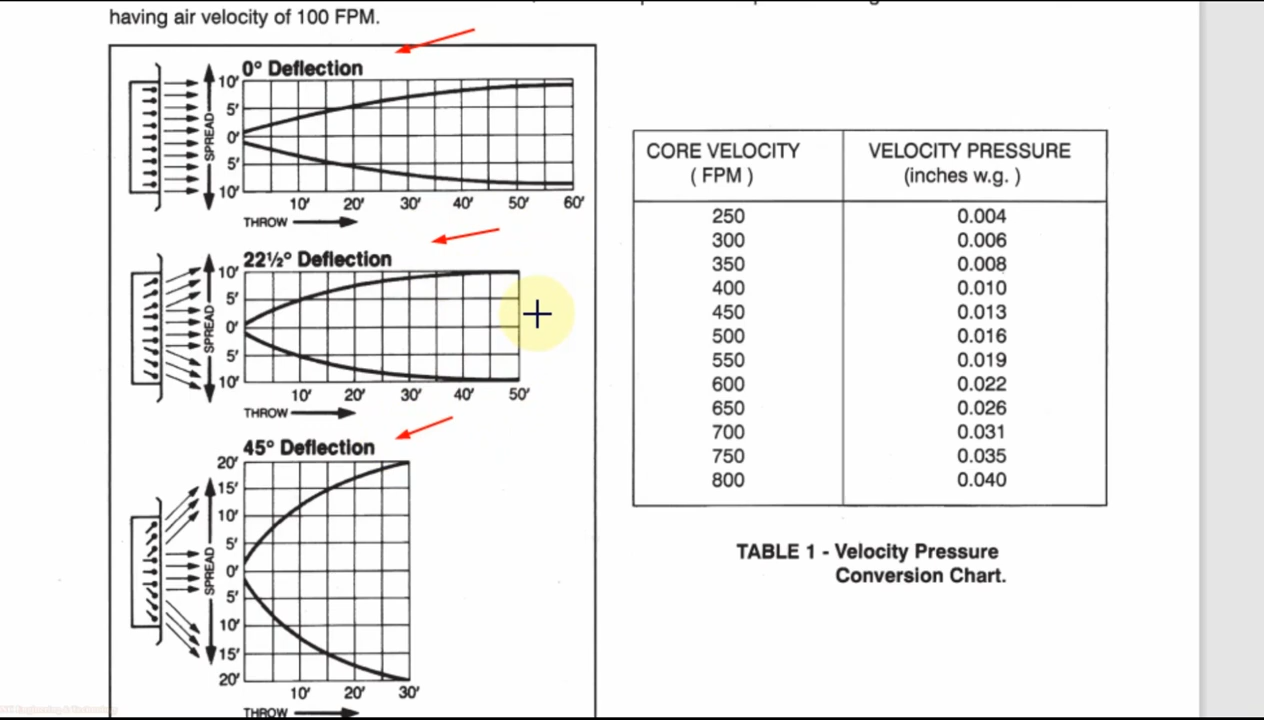 having air velocity of 100 FPM.
0° Deflection
10'
5'
0'
5'
10'
SPREAD
10' 20' 30' 40' 50' 60'
THROW
22½° Deflection
10'
5'
0'
5'
10'
SPREAD
10' 20' 30' 40' 50'
THROW
45° Deflection
20'
15'
10'
5'
0'
5'
10'
15'
20'
SPREAD
10' 20' 30'
THROW
CORE VELOCITY VELOCITY PRESSURE
( FPM ) (inches w.g. )
250 0.004
300 0.006
350 0.008
400 0.010
450 0.013
500 0.016
550 0.019
600 0.022
650 0.026
700 0.031
750 0.035
800 0.040
TABLE 1 - Velocity Pressure
Conversion Chart.